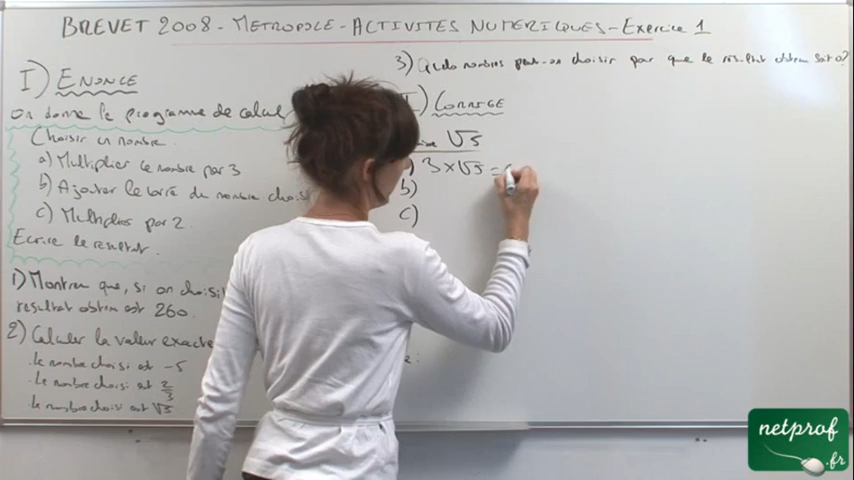 BREVET 2008 - METROPOLE - ACTIVITES NUMERIQUES - Exercice 1
I) ENONCE
On donne le programme de calcul
Choisir un nombre.
a) Multiplier ce nombre par 3
b) Ajouter le carré du nombre chois
c) Multiplier par 2.
Ecrire le résultat.
1) Montrer que, si on choisi
résultat obtenu est 260.
2) Calculer la valeur exacte
. le nombre choisi est -5
. le nombre choisi est 2/3
. le nombre choisi est √5
3) Quels nombres peut-on choisir pour que le résultat obtenu soit 0?
I) CORRIGE
√5
) 3×√5 =
b)
c)
netprof
.fr